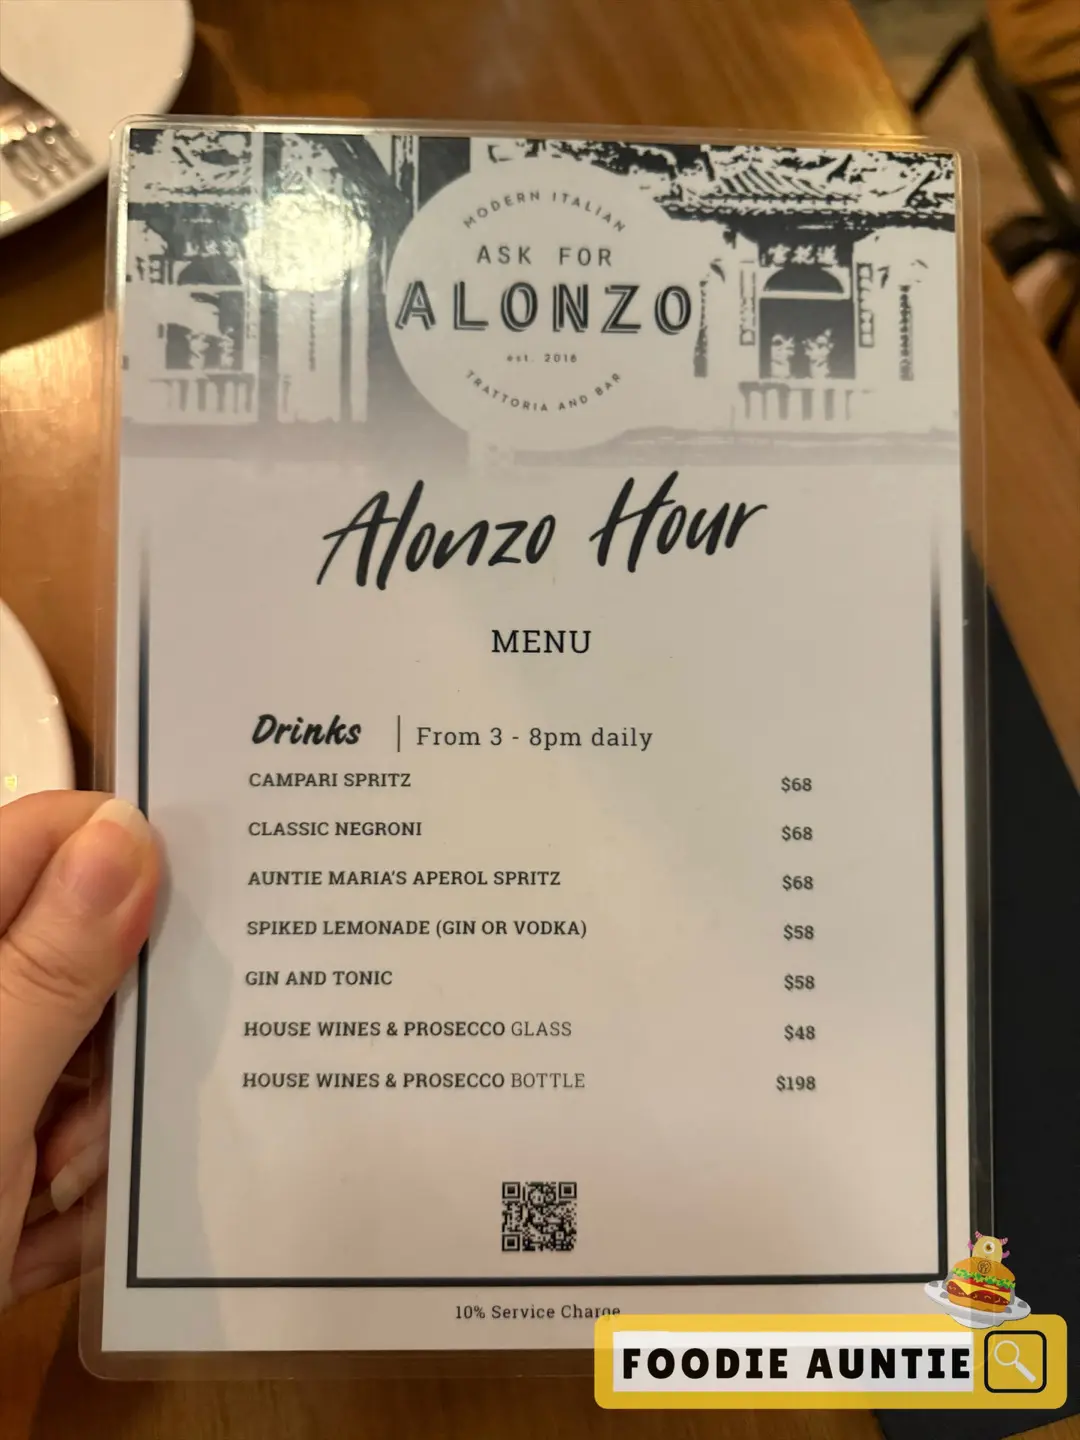 MODERN ITALIAN
ASK FOR
ALONZO
est. 2016
TRATTORIA AND BAR
Alonzo Hour
MENU
Drinks | From 3 - 8pm daily
CAMPARI SPRITZ $68
CLASSIC NEGRONI $68
AUNTIE MARIA'S APEROL SPRITZ $68
SPIKED LEMONADE (GIN OR VODKA) $58
GIN AND TONIC $58
HOUSE WINES & PROSECCO GLASS $48
HOUSE WINES & PROSECCO BOTTLE $198
10% Service Charge
FOODIE AUNTIE